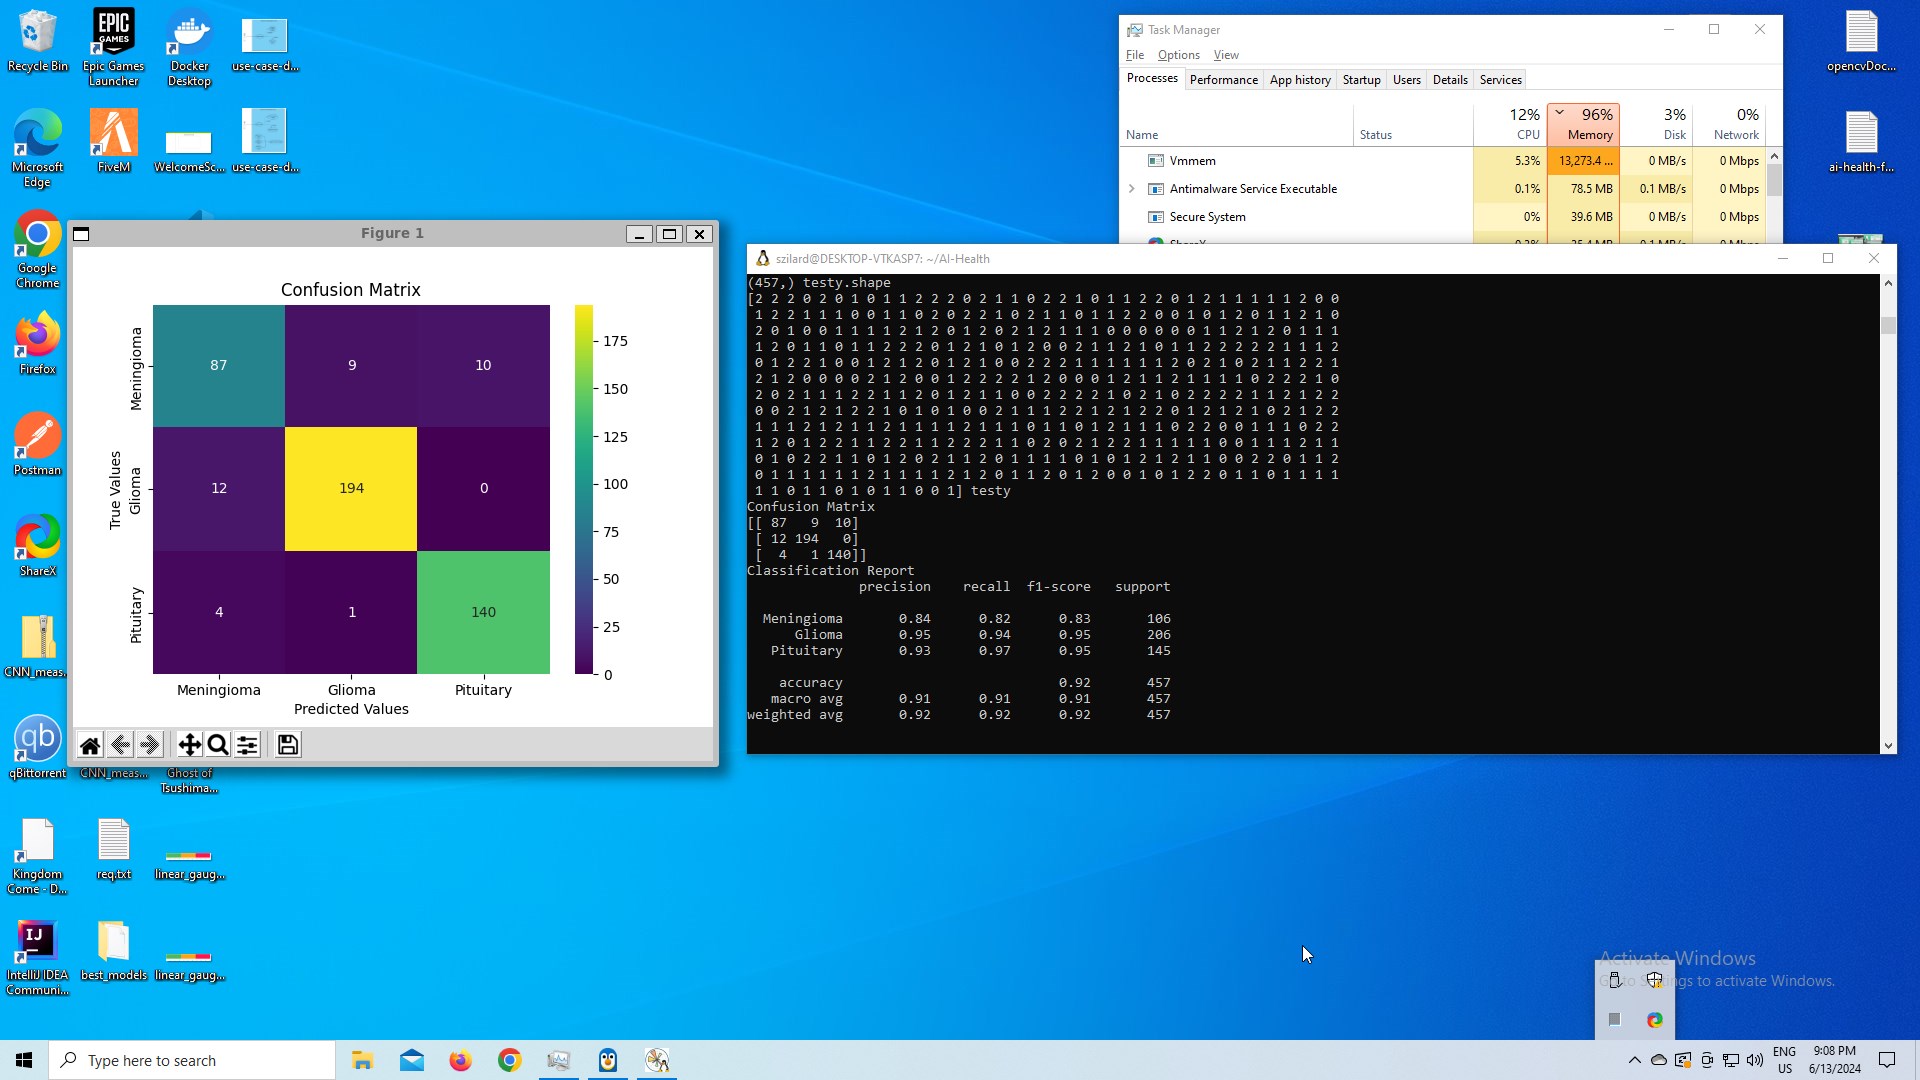 Recycle Bin
Epic Games Launcher
EPIC GAMES
Docker Desktop
use-case-d...
Microsoft Edge
FiveM
WelcomeSc...
use-case-d...
Google Chrome
Firefox
Postman
ShareX
CNN_meas...
qb
qBittorrent
CNN_meas...
Ghost of Tsushima...
Kingdom Come - D...
req.txt
linear_gaug...
IJ
IntelliJ IDEA Communi...
best_models
linear_gaug...
opencvDoc...
ai-health-f...
Task Manager
File Options View
Processes Performance App history Startup Users Details Services
12% 96% 3% 0%
Name Status CPU Memory Disk Network
Vmmem 5.3% 13,273.4 ... 0 MB/s 0 Mbps
Antimalware Service Executable 0.1% 78.5 MB 0.1 MB/s 0 Mbps
Secure System 0% 39.6 MB 0 MB/s 0 Mbps
Figure 1
Confusion Matrix
True Values
Meningioma
Glioma
Pituitary
87 9 10
12 194 0
4 1 140
Meningioma Glioma Pituitary
Predicted Values
175
150
125
100
75
50
25
0
szilard@DESKTOP-VTKASP7: ~/AI-Health
(457,) testy.shape
[2 2 2 0 2 0 1 0 1 1 2 2 2 0 2 1 1 0 2 2 1 0 1 1 2 2 0 1 2 1 1 1 1 1 2 0 0
1 2 2 1 1 1 0 0 1 1 0 2 0 2 2 1 0 2 1 1 0 1 1 2 2 0 0 1 0 1 2 0 1 1 2 1 0
2 0 1 0 0 1 1 1 1 2 1 2 0 1 2 0 2 1 2 1 1 1 0 0 0 0 0 0 1 1 2 1 2 0 1 1 1
1 2 0 1 1 0 1 1 2 2 2 0 1 2 1 0 1 2 0 0 2 1 1 2 1 0 1 1 2 2 2 2 2 1 1 1 2
0 1 2 2 1 0 0 1 2 0 1 2 0 1 2 1 0 0 2 2 2 1 1 1 1 1 1 2 0 2 1 0 2 1 1 2 2 1
2 1 2 0 0 0 0 2 1 2 0 0 1 2 2 2 2 1 2 0 0 0 1 2 1 1 2 1 1 1 1 0 2 2 2 1 0
2 0 2 1 1 1 2 2 1 1 2 0 1 2 1 1 0 0 2 2 2 2 1 0 2 1 0 2 2 2 2 1 1 2 1 2 2
0 0 2 1 2 1 2 2 1 0 1 0 1 0 0 2 1 1 1 2 2 1 2 1 2 2 0 1 2 1 2 1 0 2 1 2 2
1 1 1 2 1 2 1 1 2 1 1 1 2 1 1 1 2 1 1 1 0 1 1 0 1 1 2 0 1 0 0 1 1 1 0 2 2
1 2 0 1 2 2 1 1 2 2 1 1 1 2 2 2 1 1 1 0 2 0 2 1 2 2 1 1 1 1 1 0 0 1 1 1 2 1 1
0 1 0 2 2 1 1 0 1 2 0 2 1 1 2 0 1 1 1 1 0 1 0 1 2 1 2 1 1 0 0 2 2 0 1 1 2
0 1 1 1 1 1 1 2 1 1 1 1 2 1 2 0 1 1 2 0 1 2 0 0 1 0 1 2 2 0 1 1 0 1 1 1 1
1 1 0 1 1 0 1 0 1 1 0 0 1] testy
Confusion Matrix
[[ 87 9 10]
[ 12 194 0]
[ 4 1 140]]
Classification Report
precision recall f1-score support
Meningioma 0.84 0.82 0.83 106
Glioma 0.95 0.94 0.95 206
Pituitary 0.93 0.97 0.95 145
accuracy 0.92 457
macro avg 0.91 0.91 0.91 457
weighted avg 0.92 0.92 0.92 457
Activate Windows
Go to Settings to activate Windows.
Type here to search
ENG
US
9:08 PM
6/13/2024